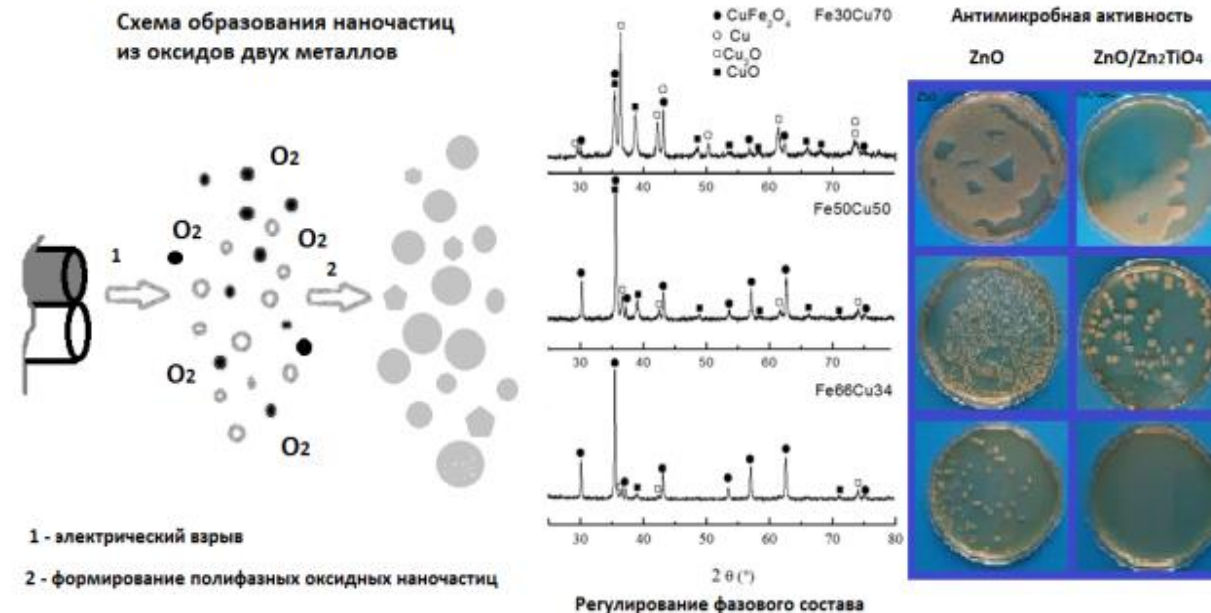 Схема образования наночастиц
из оксидов двух металлов
O2
O2
O2
O2
O2
O2
1
2
1 - электрический взрыв
2 - формирование полифазных оксидных наночастиц
CuFe2O4
Cu
Cu2O
CuO
Fe30Cu70
30 40 50 60 70
Fe50Cu50
30 40 50 60 70
Fe66Cu34
30 40 50 60 70 80
2 θ (°)
Регулирование фазового состава
Антимикробная активность
ZnO ZnO/Zn2TiO4